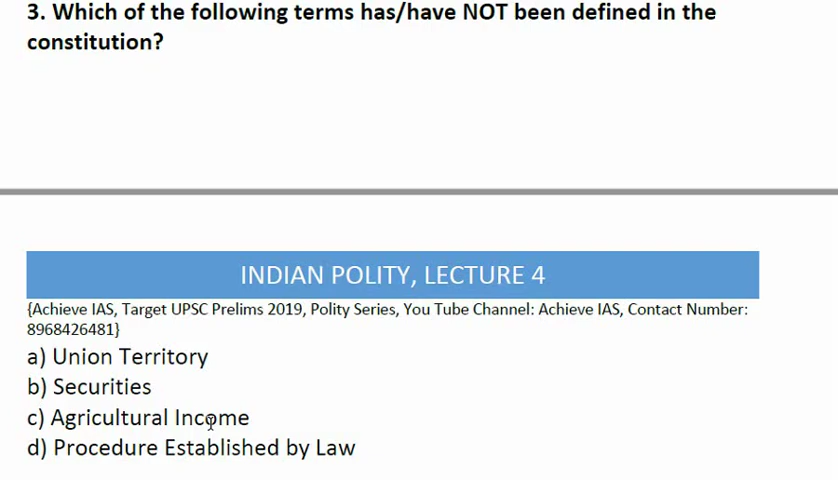 3. Which of the following terms has/have NOT been defined in the
constitution?
INDIAN POLITY, LECTURE 4
{Achieve IAS, Target UPSC Prelims 2019, Polity Series, You Tube Channel: Achieve IAS, Contact Number:
8968426481}
a) Union Territory
b) Securities
c) Agricultural Income
d) Procedure Established by Law